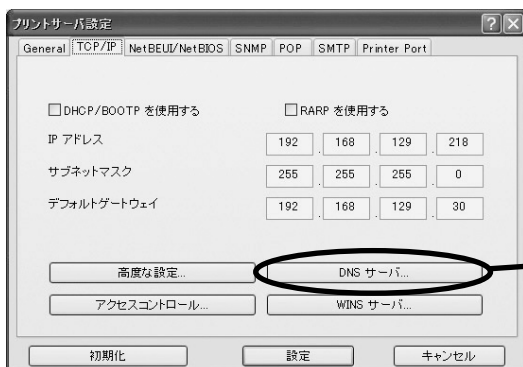 プリントサーバ設定
General TCP/IP NetBEUI/NetBIOS SNMP POP SMTP Printer Port
DHCP/BOOTP を使用する RARP を使用する
IP アドレス 192 . 168 . 129 . 218
サブネットマスク 255 . 255 . 255 . 0
デフォルトゲートウェイ 192 . 168 . 129 . 30
高度な設定... DNS サーバ...
アクセスコントロール... WINS サーバ...
初期化 設定 キャンセル